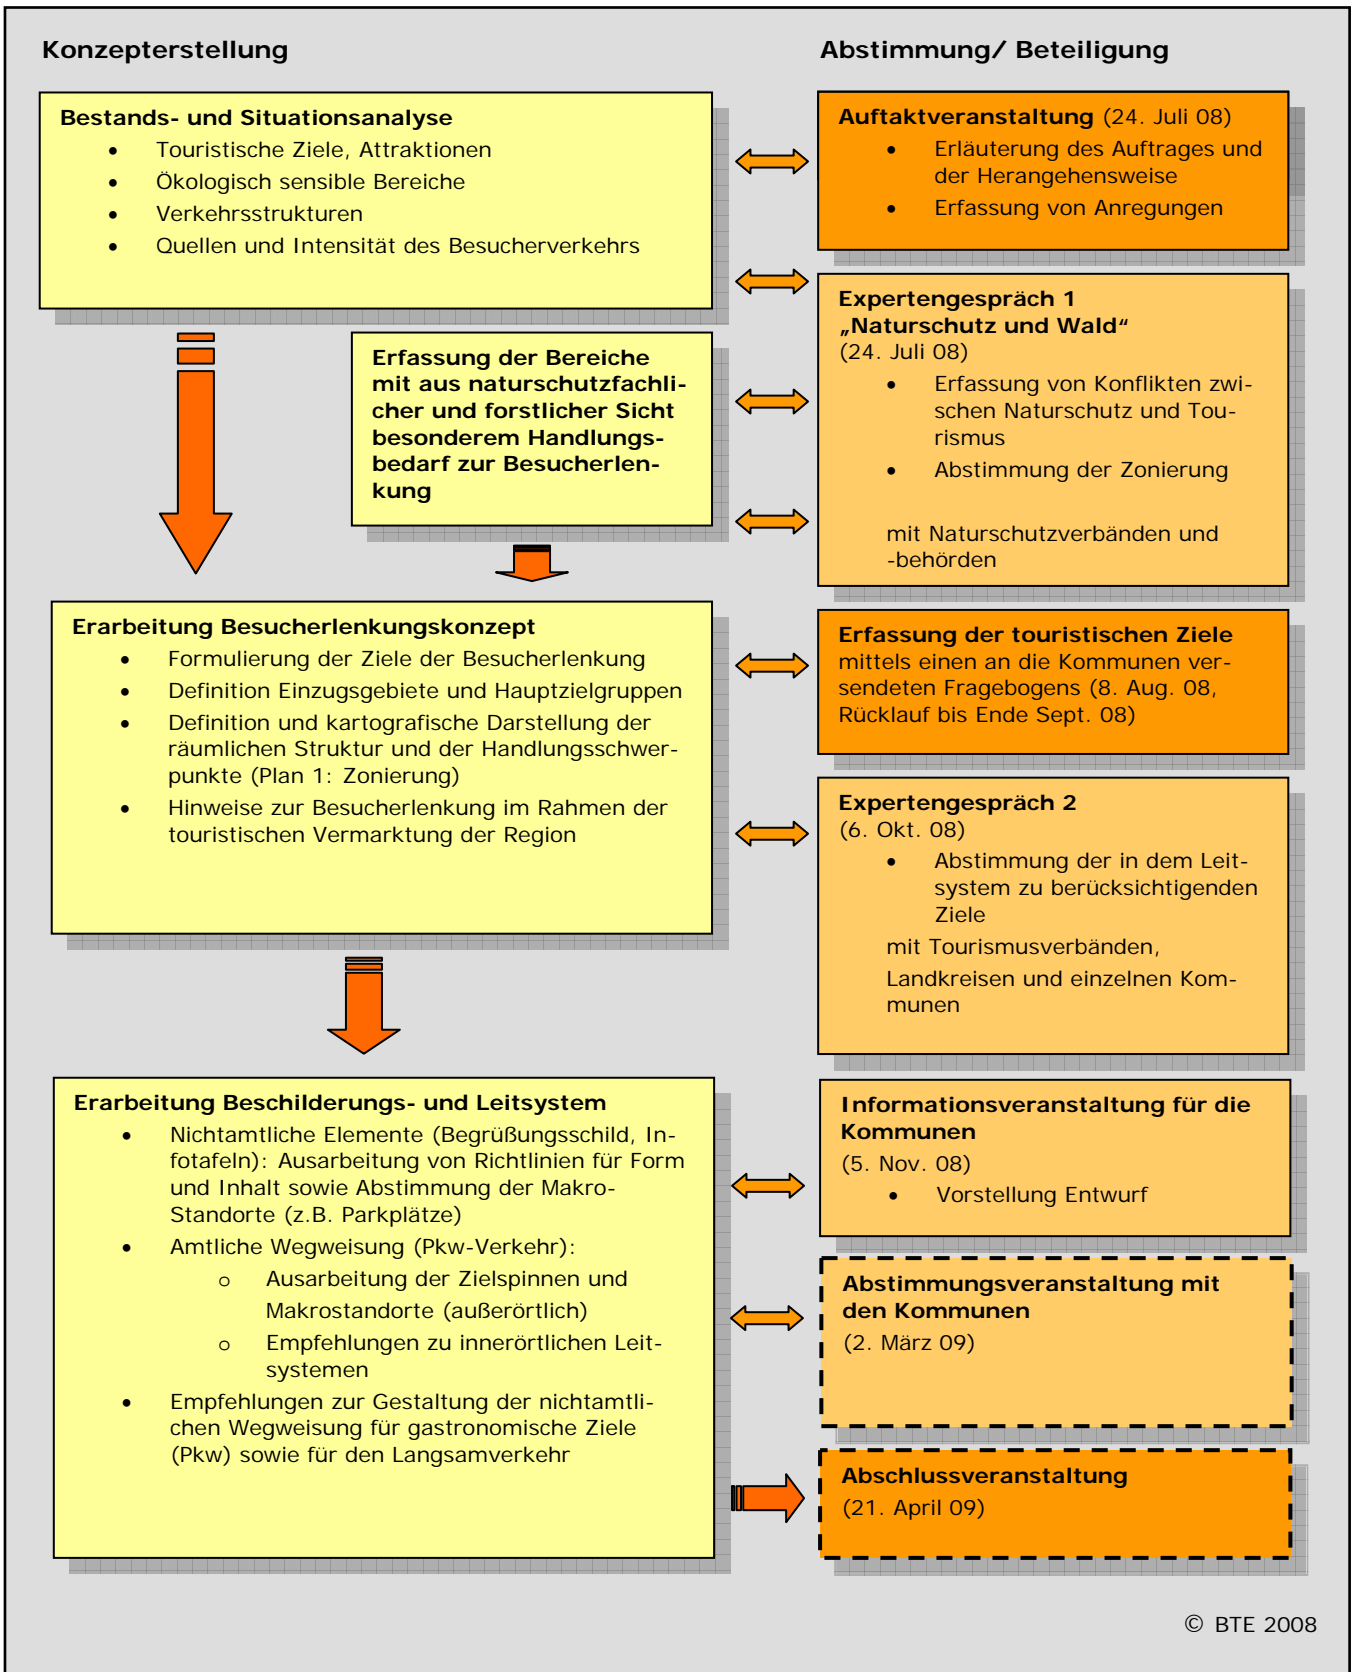 Konzepterstellung
Bestands- und Situationsanalyse
• Touristische Ziele, Attraktionen
• Ökologisch sensible Bereiche
• Verkehrsstrukturen
• Quellen und Intensität des Besucherverkehrs
Erfassung der Bereiche
mit aus naturschutzfachli-
cher und forstlicher Sicht
besonderem Handlungs-
bedarf zur Besucherlen-
kung
Erarbeitung Besucherlenkungskonzept
• Formulierung der Ziele der Besucherlenkung
• Definition Einzugsgebiete und Hauptzielgruppen
• Definition und kartografische Darstellung der
räumlichen Struktur und der Handlungsschwer-
punkte (Plan 1: Zonierung)
• Hinweise zur Besucherlenkung im Rahmen der
touristischen Vermarktung der Region
Erarbeitung Beschilderungs- und Leitsystem
• Nichtamtliche Elemente (Begrüßungsschild, In-
fotafeln): Ausarbeitung von Richtlinien für Form
und Inhalt sowie Abstimmung der Makro-
Standorte (z.B. Parkplätze)
• Amtliche Wegweisung (Pkw-Verkehr):
o Ausarbeitung der Zielspinnen und
Makrostandorte (außerörtlich)
o Empfehlungen zu innerörtlichen Leit-
systemen
• Empfehlungen zur Gestaltung der nichtamtli-
chen Wegweisung für gastronomische Ziele
(Pkw) sowie für den Langsamverkehr
Abstimmung/ Beteiligung
Auftaktveranstaltung (24. Juli 08)
• Erläuterung des Auftrages und
der Herangehensweise
• Erfassung von Anregungen
Expertengespräch 1
„Naturschutz und Wald“
(24. Juli 08)
• Erfassung von Konflikten zwi-
schen Naturschutz und Tou-
rismus
• Abstimmung der Zonierung
mit Naturschutzverbänden und
-behörden
Erfassung der touristischen Ziele
mittels einen an die Kommunen ver-
sendeten Fragebogens (8. Aug. 08,
Rücklauf bis Ende Sept. 08)
Expertengespräch 2
(6. Okt. 08)
• Abstimmung der in dem Leit-
system zu berücksichtigenden
Ziele
mit Tourismusverbänden,
Landkreisen und einzelnen Kom-
munen
Informationsveranstaltung für die
Kommunen
(5. Nov. 08)
• Vorstellung Entwurf
Abstimmungsveranstaltung mit
den Kommunen
(2. März 09)
Abschlussveranstaltung
(21. April 09)
© BTE 2008